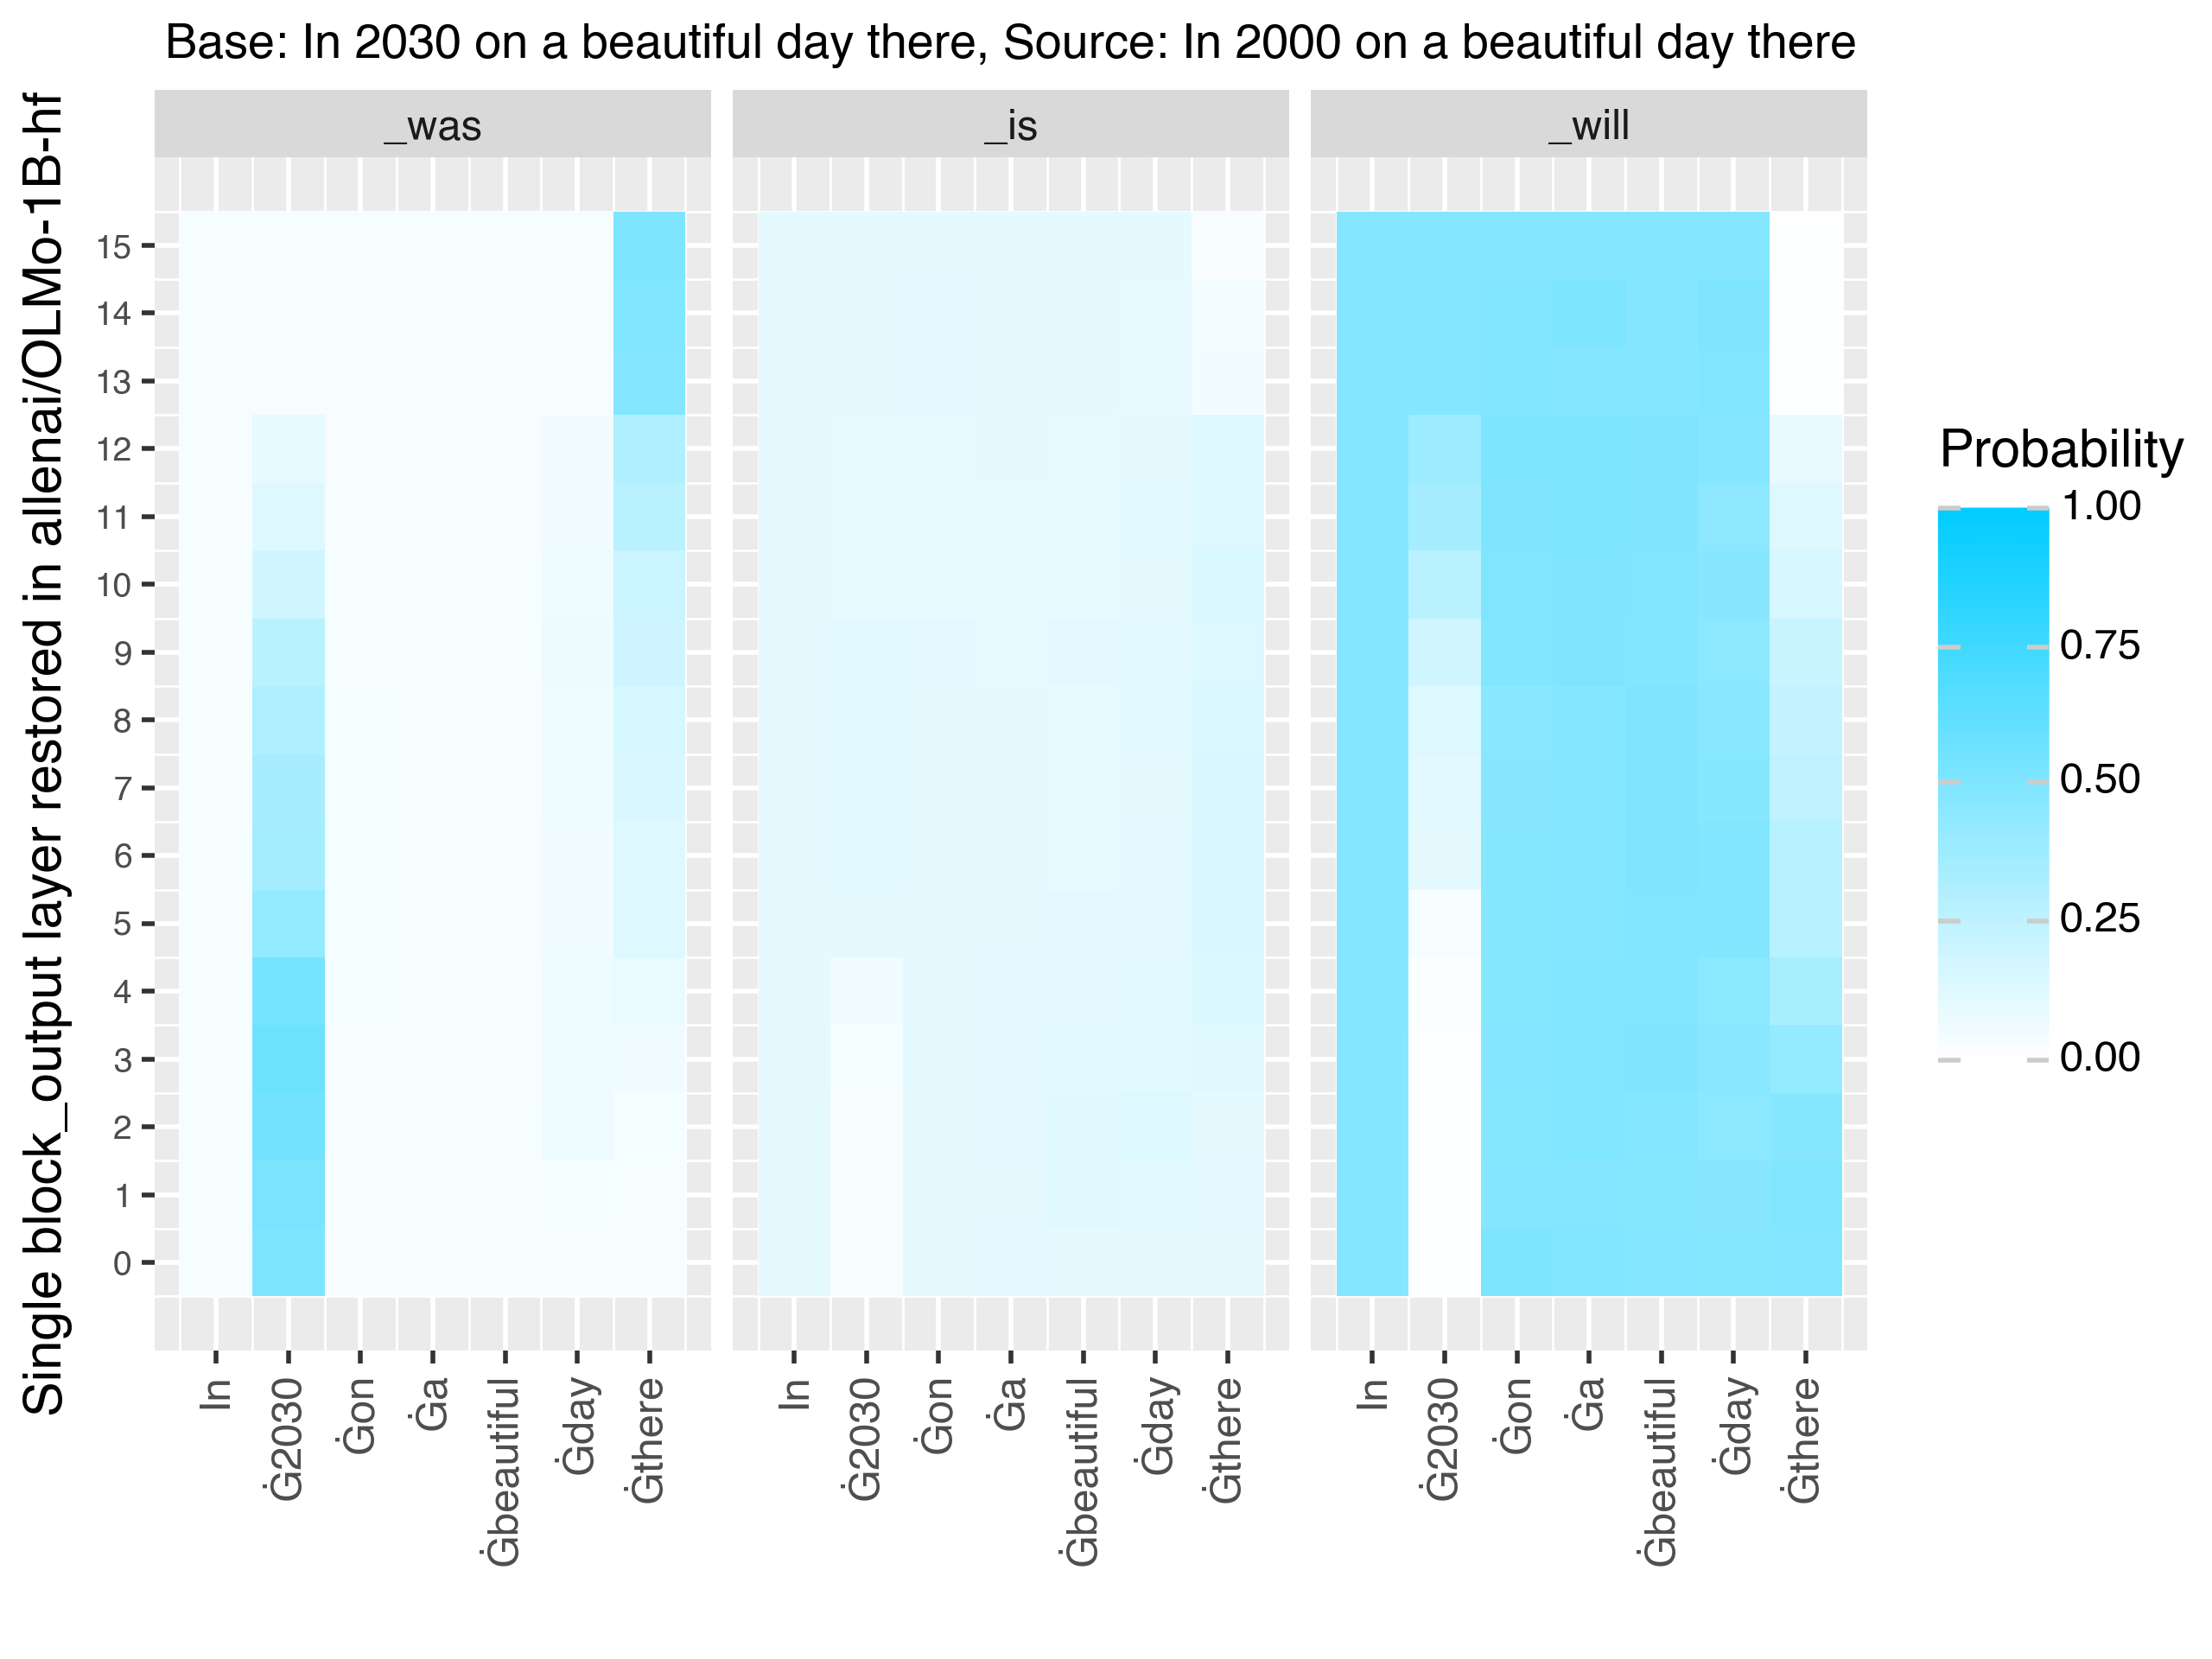 Base: In 2030 on a beautiful day there, Source: In 2000 on a beautiful day there
Single block_output layer restored in allenai/OLMo-1B-hf
_was
_is
_will
15
14
13
12
11
10
9
8
7
6
5
4
3
2
1
0
In
Ġ2030
Ġon
Ġa
Ġbeautiful
Ġday
Ġthere
In
Ġ2030
Ġon
Ġa
Ġbeautiful
Ġday
Ġthere
In
Ġ2030
Ġon
Ġa
Ġbeautiful
Ġday
Ġthere
Probability
1.00
0.75
0.50
0.25
0.00